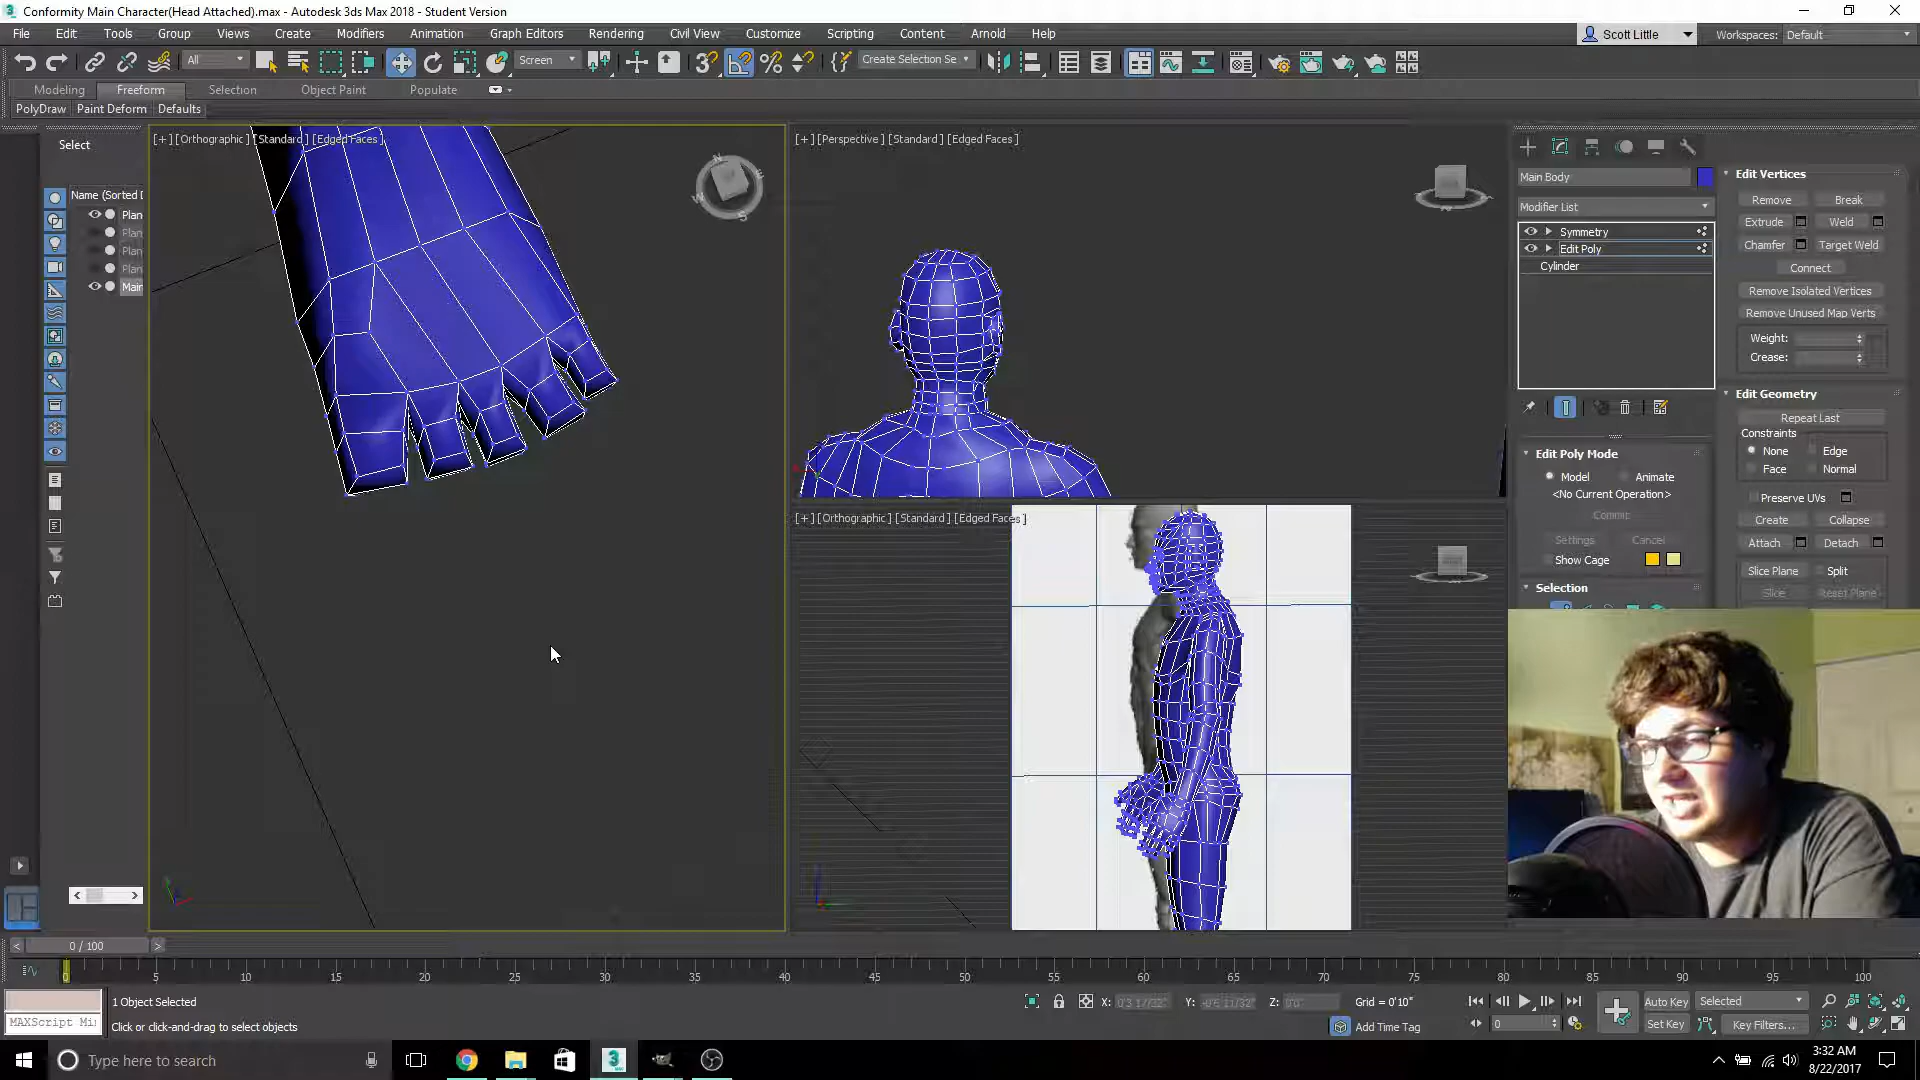 Conformity Main Character(Head Attached).max - Autodesk 3ds Max 2018 - Student Version
File Edit Tools Group Views Create Modifiers Animation Graph Editors Rendering Civil View Customize Scripting Content Arnold Help
Scott Little
Workspaces: Default
All
Screen
Create Selection Se
Modeling Freeform Selection Object Paint Populate
PolyDraw Paint Deform Defaults
Select
Name (Sorted
Plan
Plan
Plan
Plan
Main
[+] [Orthographic] [Standard] [Edged Faces]
[+] [Perspective] [Standard] [Edged Faces]
[+] [Orthographic] [Standard] [Edged Faces]
Main Body
Modifier List
Symmetry
Edit Poly
Cylinder
Edit Poly Mode
Model Animate
<No Current Operation>
Commit
Settings Cancel
Show Cage
Selection
Edit Vertices
Remove Break
Extrude Weld
Chamfer Target Weld
Connect
Remove Isolated Vertices
Remove Unused Map Verts
Weight:
Crease:
Edit Geometry
Repeat Last
Constraints
None Edge
Face Normal
Preserve UVs
Create Collapse
Attach Detach
Slice Plane Split
Slice Reset Plane
0 / 100
0 5 10 15 20 25 30 35 40 45 50 55 60 65 70 75 80 85 90 95 100
1 Object Selected
MAXScript Mi
Click or click-and-drag to select objects
X: Y: Z: Grid = 0'10"
Add Time Tag
0
Auto Key Selected
Set Key Key Filters...
Type here to search
3:32 AM
8/22/2017